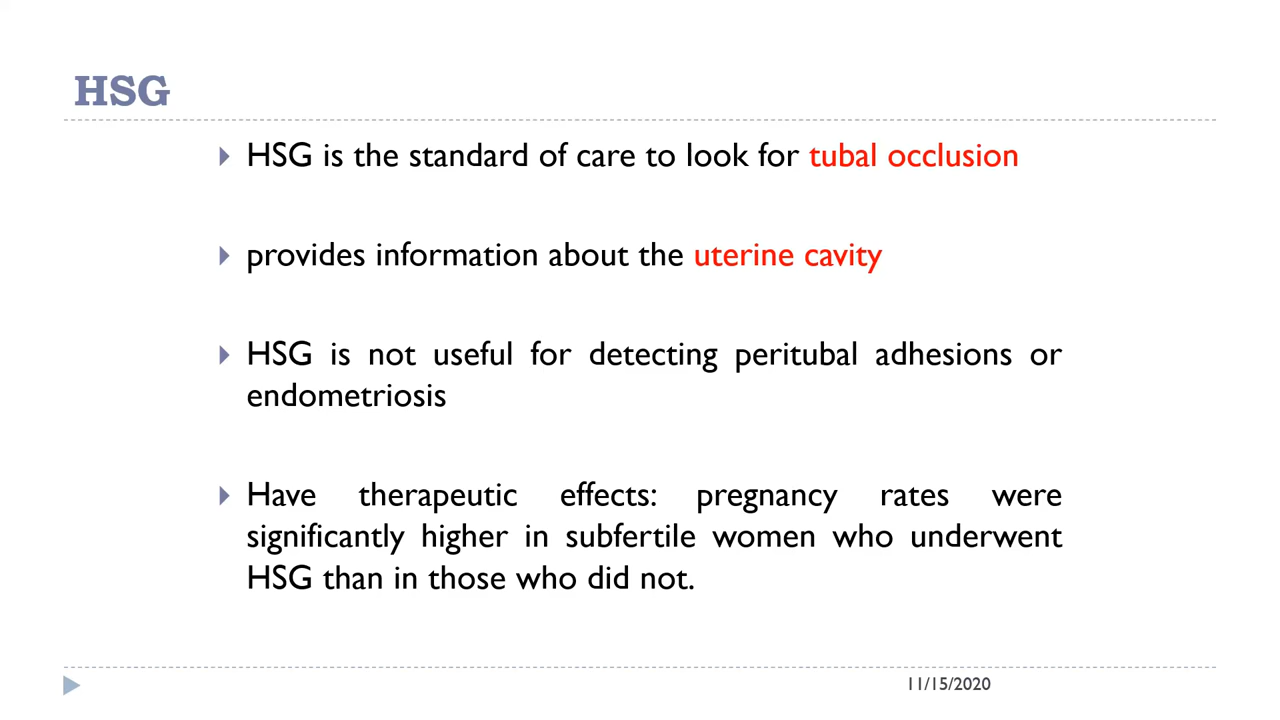 HSG
HSG is the standard of care to look for tubal occlusion
provides information about the uterine cavity
HSG is not useful for detecting peritubal adhesions or
endometriosis
Have therapeutic effects: pregnancy rates were
significantly higher in subfertile women who underwent
HSG than in those who did not.
11/15/2020